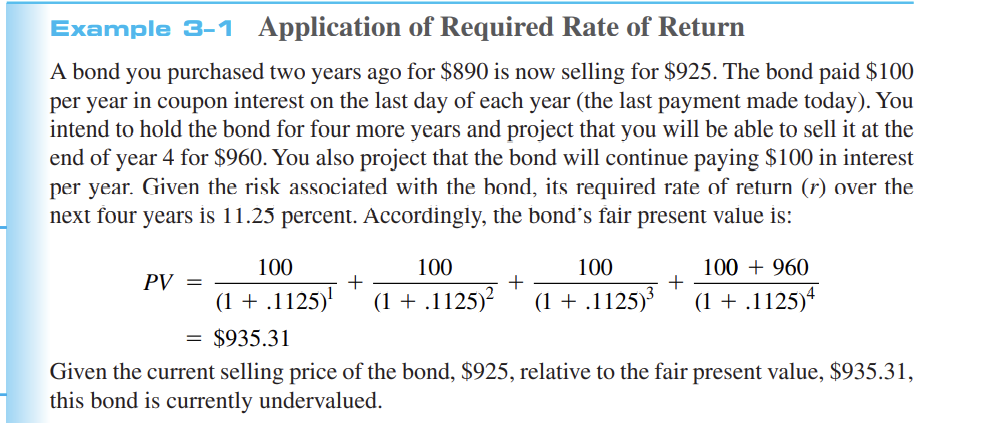 Example 3–1 Application of Required Rate of Return
A bond you purchased two years ago for $890 is now selling for $925. The bond paid $100
per year in coupon interest on the last day of each year (the last payment made today). You
intend to hold the bond for four more years and project that you will be able to sell it at the
end of year 4 for $960. You also project that the bond will continue paying $100 in interest
per year. Given the risk associated with the bond, its required rate of return (r) over the
next four years is 11.25 percent. Accordingly, the bond's fair present value is:
PV = 100/(1 + .1125)¹ + 100/(1 + .1125)² + 100/(1 + .1125)³ + (100 + 960)/(1 + .1125)⁴
= $935.31
Given the current selling price of the bond, $925, relative to the fair present value, $935.31,
this bond is currently undervalued.